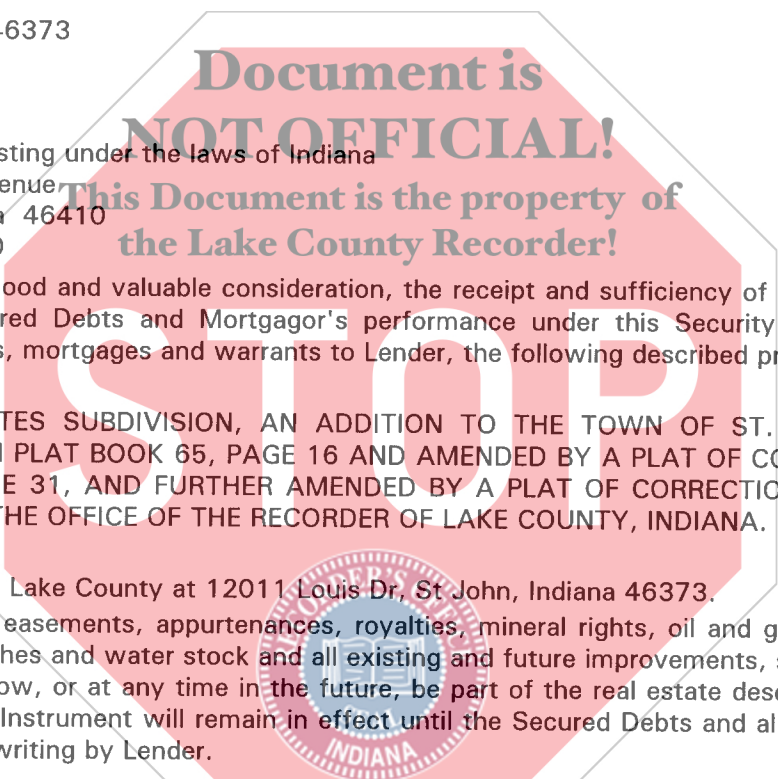 -6373
Document is
NOT OFFICIAL!
sting under the laws of Indiana
enue
This Document is the property of
46410
the Lake County Recorder!
ood and valuable consideration, the receipt and sufficiency of
red Debts and Mortgagor's performance under this Security
s, mortgages and warrants to Lender, the following described pr
STOP
TES SUBDIVISION, AN ADDITION TO THE TOWN OF ST.
PLAT BOOK 65, PAGE 16 AND AMENDED BY A PLAT OF CO
E 31, AND FURTHER AMENDED BY A PLAT OF CORRECTIO
THE OFFICE OF THE RECORDER OF LAKE COUNTY, INDIANA.
Lake County at 12011 Louis Dr, St John, Indiana 46373.
RECORDER'S OFFICE
easements, appurtenances, royalties, mineral rights, oil and g
hes and water stock and all existing and future improvements,
ow, or at any time in the future, be part of the real estate desc
Instrument will remain in effect until the Secured Debts and al
SEAL
INDIANA
writing by Lender.